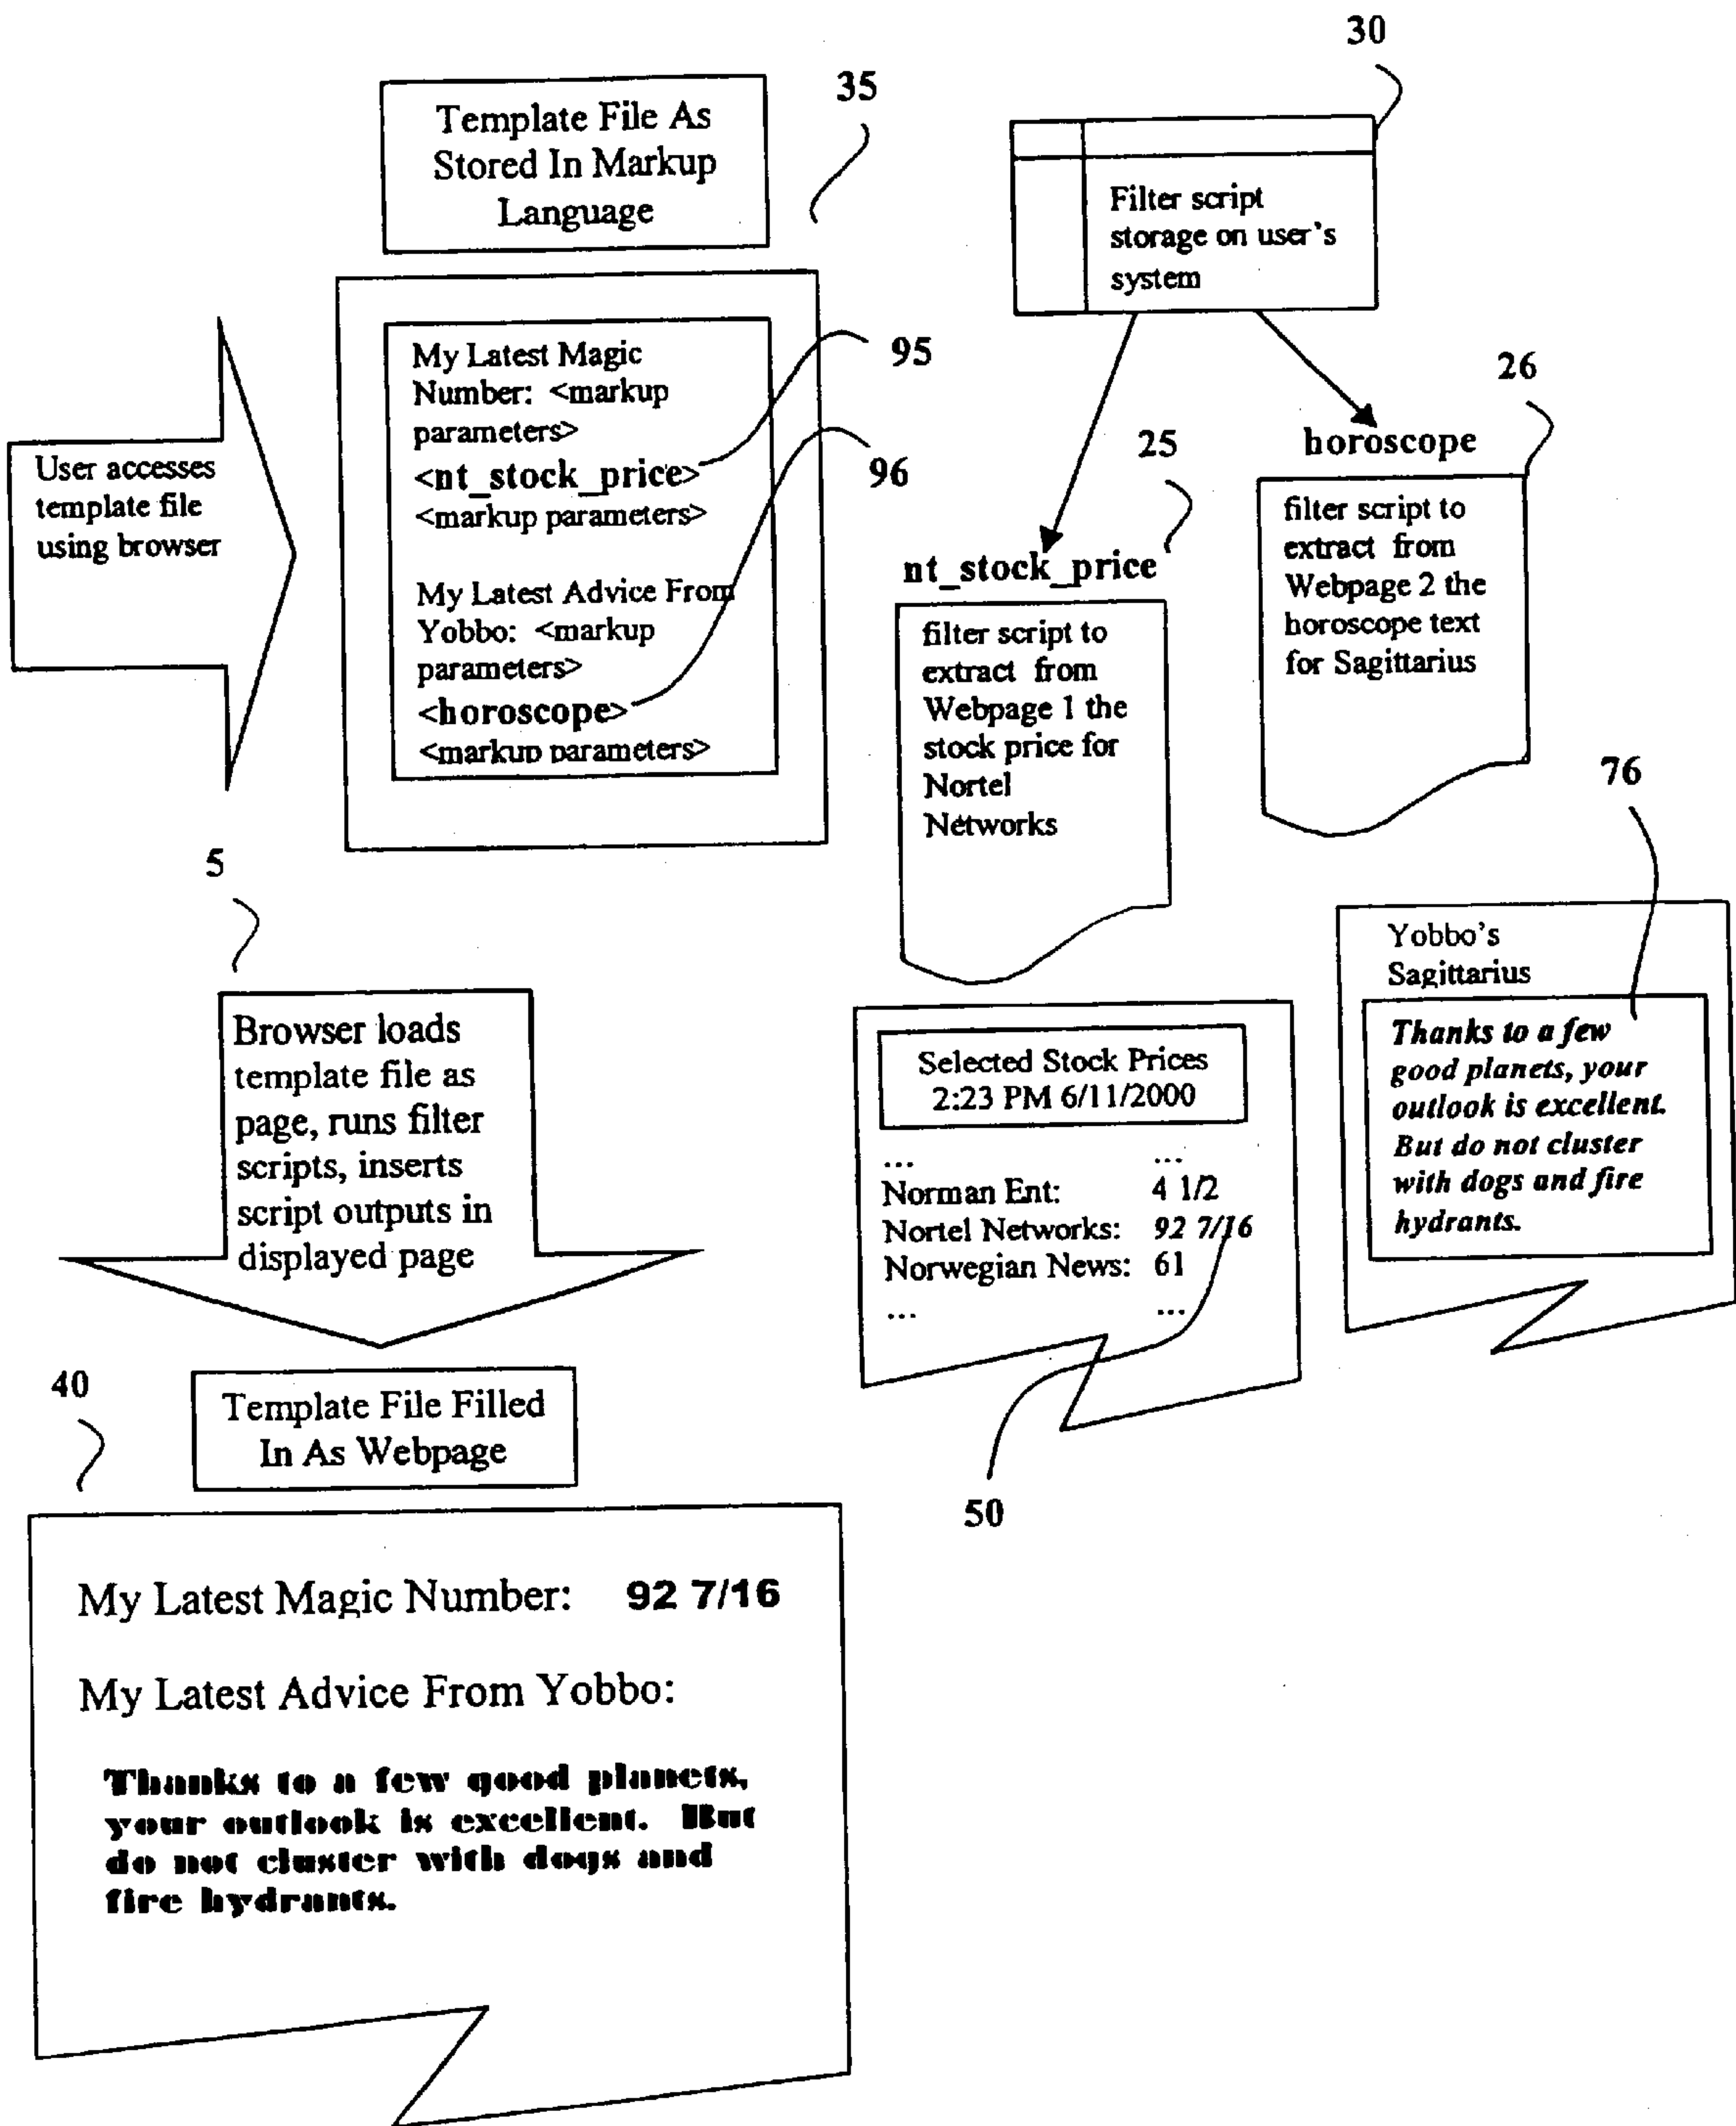 30
35
Template File As
Stored In Markup
Language
Filter script
storage on user's
system
My Latest Magic
Number: <markup
parameters>
<nt_stock_price>
<markup parameters>
My Latest Advice From
Yobbo: <markup
parameters>
<horoscope>
<markup parameters>
95
96
User accesses
template file
using browser
26
horoscope
filter script to
extract from
Webpage 2 the
horoscope text
for Sagittarius
25
nt_stock_price
filter script to
extract from
Webpage 1 the
stock price for
Nortel
Networks
76
Yobbo's
Sagittarius
Thanks to a few
good planets, your
outlook is excellent.
But do not cluster
with dogs and fire
hydrants.
5
Browser loads
template file as
page, runs filter
scripts, inserts
script outputs in
displayed page
Selected Stock Prices
2:23 PM 6/11/2000
... ...
Norman Ent: 4 1/2
Nortel Networks: 92 7/16
Norwegian News: 61
... ...
50
40
Template File Filled
In As Webpage
My Latest Magic Number: 92 7/16
My Latest Advice From Yobbo:
Thanks to a few good planets,
your outlook is excellent. But
do not cluster with dogs and
fire hydrants.